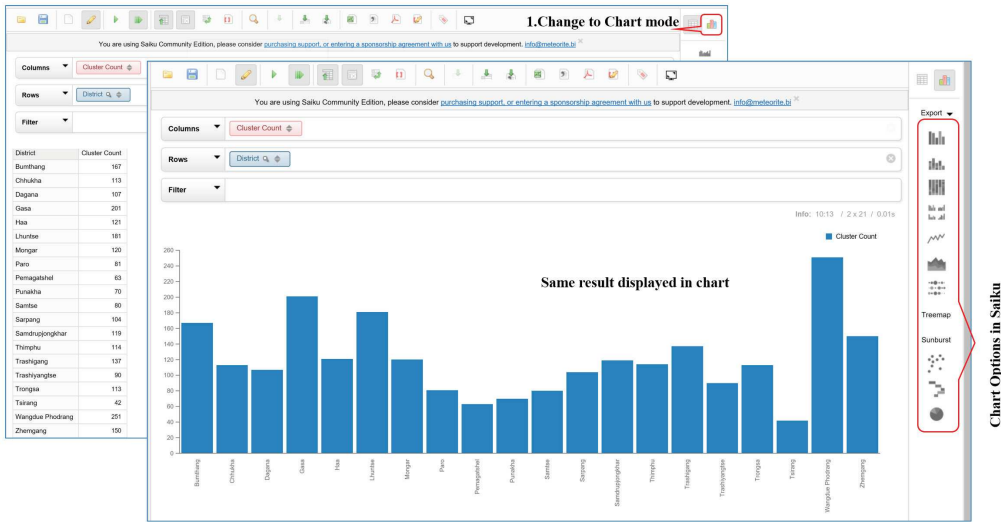 1.Change to Chart mode
You are using Saiku Community Edition, please consider purchasing support, or entering a sponsorship agreement with us to support development. info@meteorite.bi
Columns
Cluster Count
Rows
District
Filter
District Cluster Count
Bumthang 167
Chhukha 113
Dagana 107
Gasa 201
Haa 121
Lhuntse 181
Mongar 120
Paro 81
Pemagatshel 63
Punakha 70
Samtse 80
Sarpang 104
Samdrupjongkhar 119
Thimphu 114
Trashigang 137
Trashiyangtse 90
Trongsa 113
Tsirang 42
Wangdue Phodrang 251
Zhemgang 150
You are using Saiku Community Edition, please consider purchasing support, or entering a sponsorship agreement with us to support development. info@meteorite.bi
Columns
Cluster Count
Rows
District
Filter
Info: 10:13 / 2 x 21 / 0.01s
Cluster Count
Same result displayed in chart
260
240
220
200
180
160
140
120
100
80
60
40
20
0
Bumthang
Chhukha
Dagana
Gasa
Haa
Lhuntse
Mongar
Paro
Pemagatshel
Punakha
Samtse
Sarpang
Samdrupjongkhar
Thimphu
Trashigang
Trashiyangtse
Trongsa
Tsirang
Wangdue Phodrang
Zhemgang
Export
Treemap
Sunburst
Chart Options in Saiku